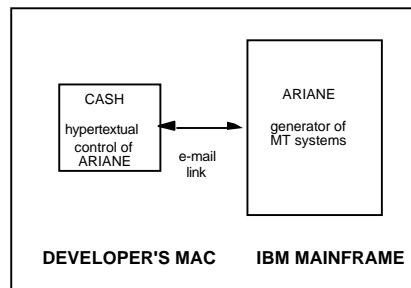 CASH
hypertextual
control of
ARIANE
e-mail
link
ARIANE
generator of
MT systems
DEVELOPER'S MAC
IBM MAINFRAME